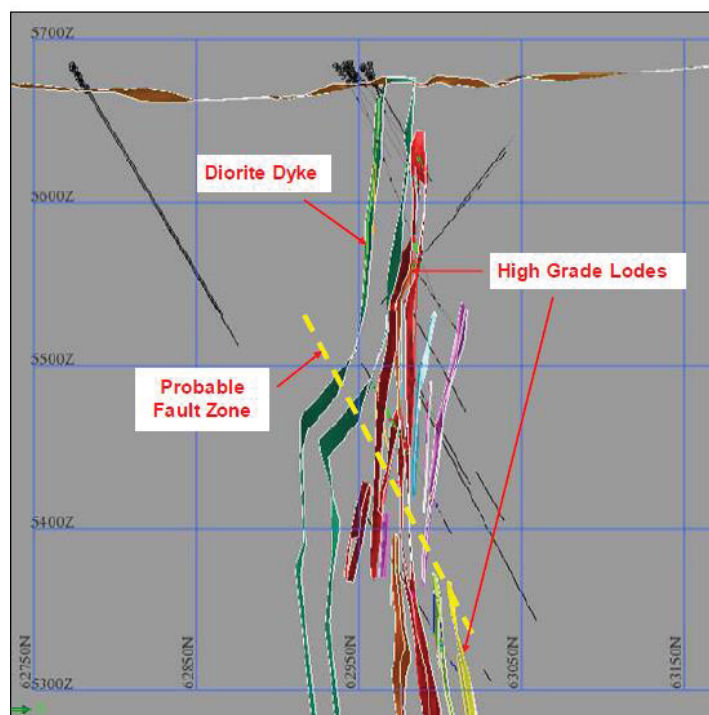 5700Z
Diorite Dyke
5600Z
High Grade Lodes
5500Z
Probable
Fault Zone
5400Z
62750N
62850N
62950N
63050N
63150N
5300Z